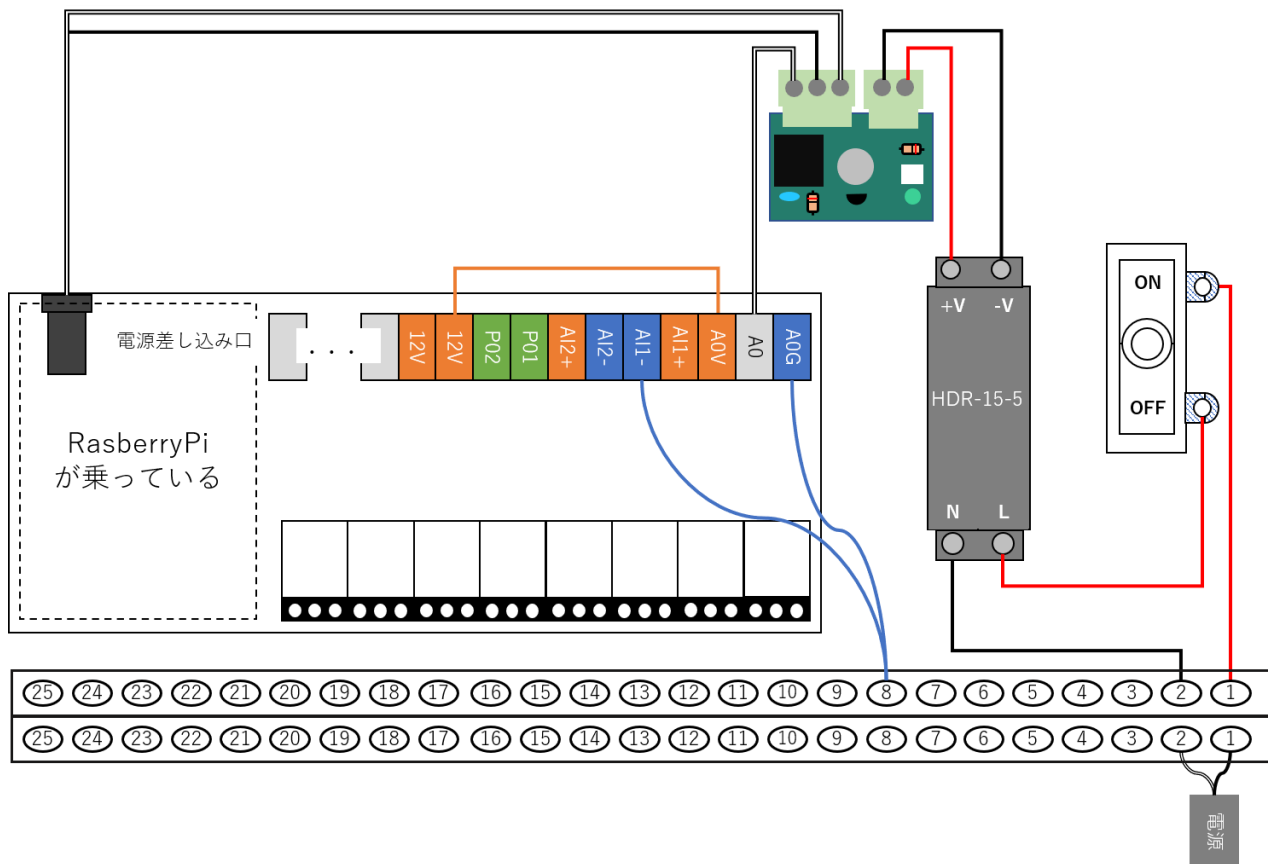 ON
+V -V
電源差し込み口
12V 12V P02 P01 AI2+ AI2- AI1- AI1+ A0V A0 A0G
...
HDR-15-5
OFF
RasberryPi
が乗っている
N L
25 24 23 22 21 20 19 18 17 16 15 14 13 12 11 10 9 8 7 6 5 4 3 2 1
25 24 23 22 21 20 19 18 17 16 15 14 13 12 11 10 9 8 7 6 5 4 3 2 1
電源